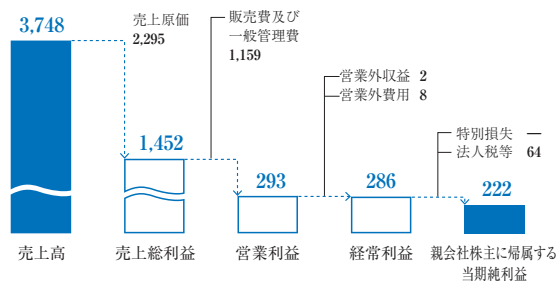 3,748
売上原価
2,295
販売費及び
一般管理費
1,159
1,452
営業外収益 2
営業外費用 8
293
286
特別損失 —
法人税等 64
222
売上高
売上総利益
営業利益
経常利益
親会社株主に帰属する
当期純利益